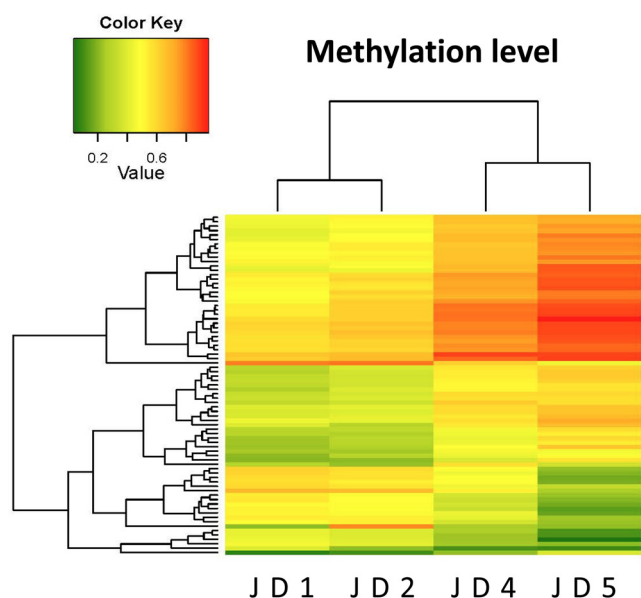 Color Key
Methylation level
0.2 0.6
Value
J D 1 J D 2 J D 4 J D 5